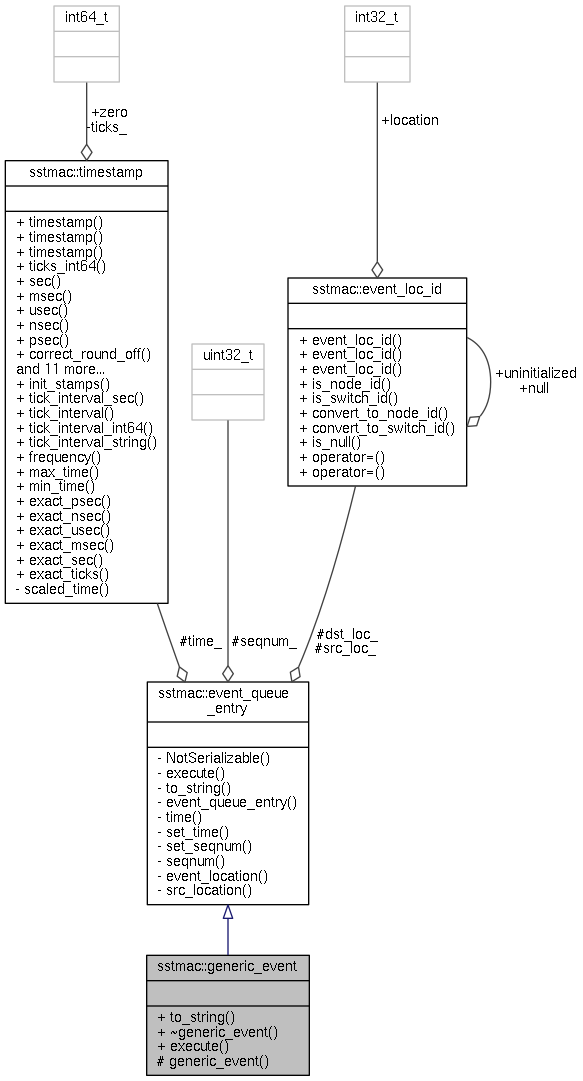 int64_t
int32_t
+zero
-ticks_
+location
sstmac::timestamp
+ timestamp()
+ timestamp()
+ timestamp()
+ ticks_int64()
+ sec()
+ msec()
+ usec()
+ nsec()
+ psec()
+ correct_round_off()
and 11 more...
+ init_stamps()
+ tick_interval_sec()
+ tick_interval()
+ tick_interval_int64()
+ tick_interval_string()
+ frequency()
+ max_time()
+ min_time()
+ exact_psec()
+ exact_nsec()
+ exact_usec()
+ exact_msec()
+ exact_sec()
+ exact_ticks()
- scaled_time()
uint32_t
sstmac::event_loc_id
+ event_loc_id()
+ event_loc_id()
+ event_loc_id()
+ is_node_id()
+ is_switch_id()
+ convert_to_node_id()
+ convert_to_switch_id()
+ is_null()
+ operator=()
+ operator=()
+uninitialized
+null
#time_
#seqnum_
#dst_loc_
#src_loc_
sstmac::event_queue
_entry
- NotSerializable()
- execute()
- to_string()
- event_queue_entry()
- time()
- set_time()
- set_seqnum()
- seqnum()
- event_location()
- src_location()
sstmac::generic_event
+ to_string()
+ ~generic_event()
+ execute()
# generic_event()